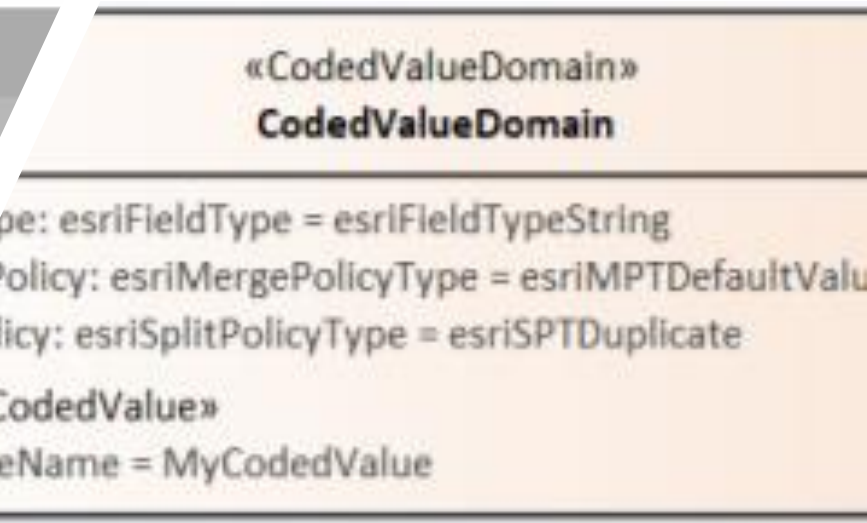 «CodedValueDomain»
CodedValueDomain
pe: esriFieldType = esriFieldTypeString
Policy: esriMergePolicyType = esriMPTDefaultValu
licy: esriSplitPolicyType = esriSPTDuplicate
CodedValue»
eName = MyCodedValue